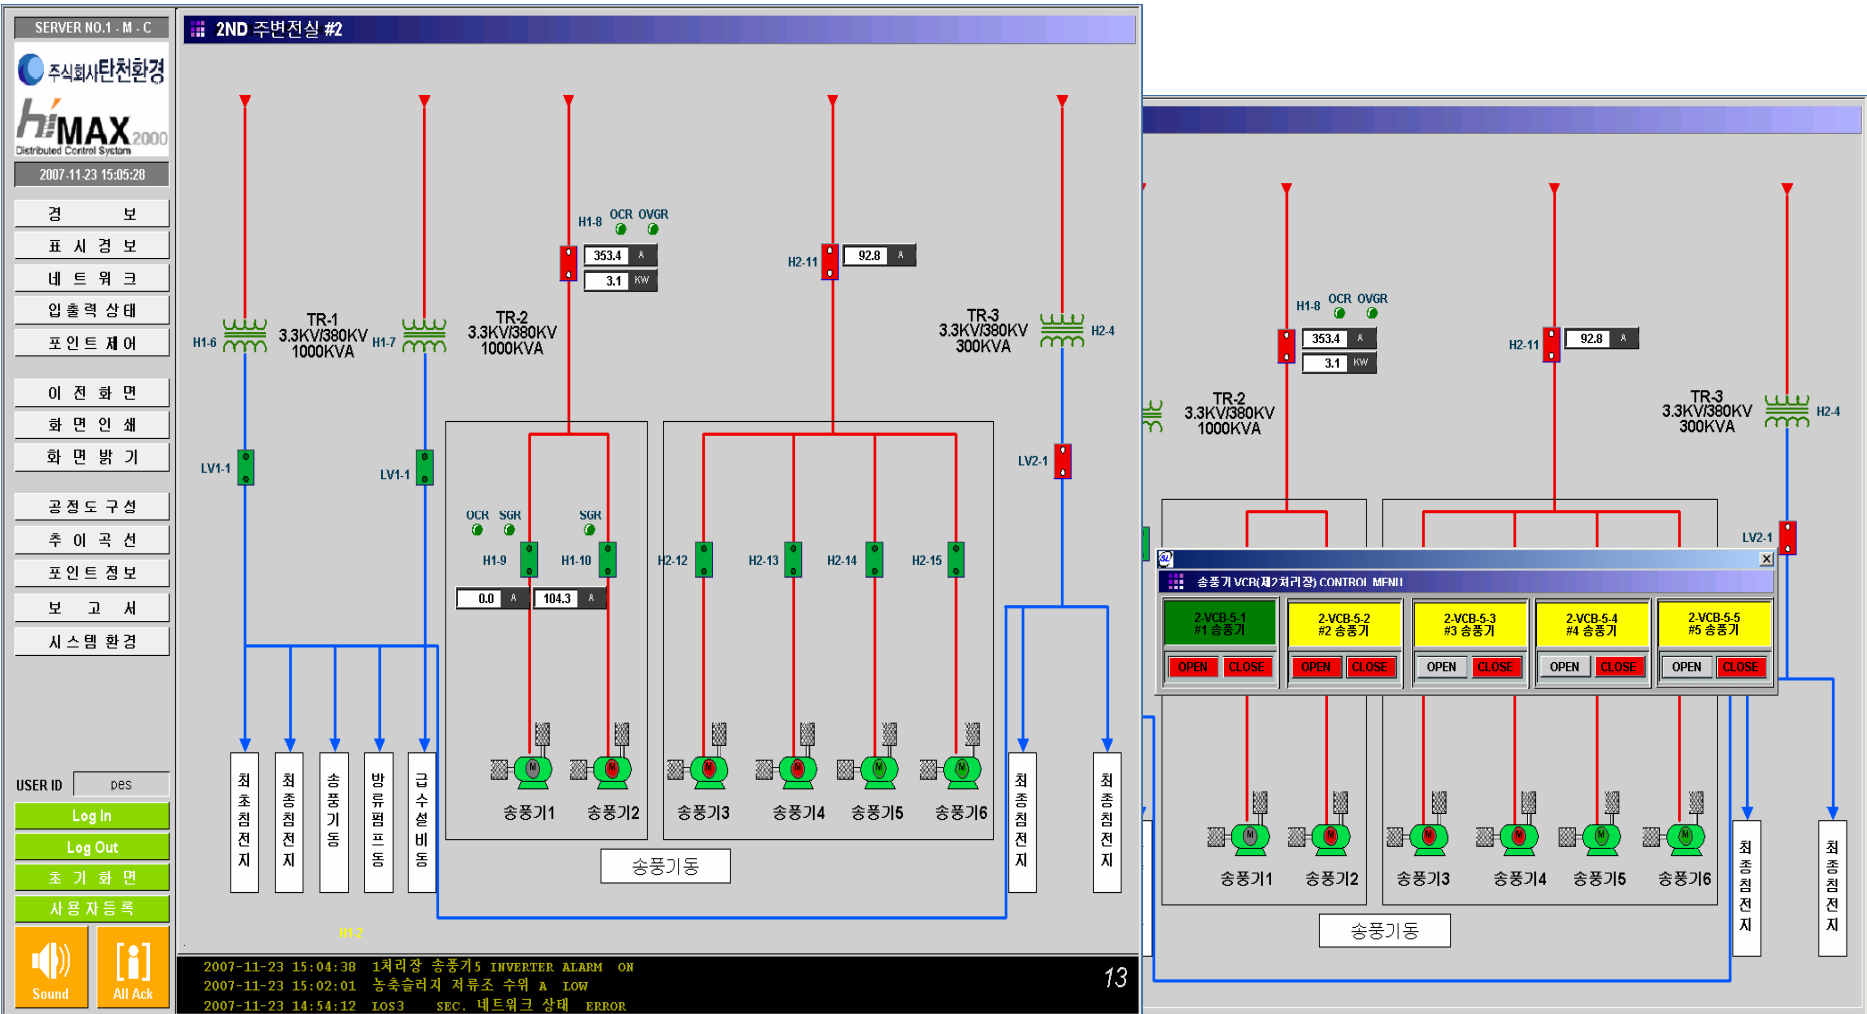 SERVER NO.1 - M - C
주식회사탄천환경
hiMAX 2000
Distributed Control System
2007-11-23 15:05:28
경 보
표 시 경 보
네 트 워 크
입출력 상태
포인트 제어
이 전 화 면
화 면 인 쇄
화 면 밝 기
공정도 구성
추 이 곡 선
포인트 정보
보 고 서
시스템 환경
USER ID pes
Log In
Log Out
초 기 화 면
사용자등록
Sound
All Ack
2ND 주변전실 #2
H1-8 OCR OVGR
353.4 A
3.1 KW
H2-11 92.8 A
H1-6
TR-1
3.3KV/380KV
1000KVA
H1-7
TR-2
3.3KV/380KV
1000KVA
TR-3
3.3KV/380KV
300KVA
H2-4
LV1-1
LV1-1
LV2-1
OCR SGR
SGR
H1-9
H1-10
H2-12
H2-13
H2-14
H2-15
0.0 A
104.3 A
M
M
M
M
M
M
송풍기1
송풍기2
송풍기3
송풍기4
송풍기5
송풍기6
최초침전지
최종침전지
송풍기동
방류펌프동
급수설비동
최종침전지
최종침전지
송풍기동
H1-2
2007-11-23 15:04:38 1처리장 송풍기5 INVERTER ALARM ON
2007-11-23 15:02:01 농축슬러지 저류조 수위 A LOW
2007-11-23 14:54:12 LOS3 SEC. 네트워크 상태 ERROR
13
H1-8 OCR OVGR
353.4 A
3.1 KW
H2-11 92.8 A
TR-2
3.3KV/380KV
1000KVA
TR-3
3.3KV/380KV
300KVA
H2-4
LV2-1
송풍기 VCB(제2처리장) CONTROL MENU
2-VCB-5-1
#1 송풍기
OPEN CLOSE
2-VCB-5-2
#2 송풍기
OPEN CLOSE
2-VCB-5-3
#3 송풍기
OPEN CLOSE
2-VCB-5-4
#4 송풍기
OPEN CLOSE
2-VCB-5-5
#5 송풍기
OPEN CLOSE
M
M
M
M
M
M
송풍기1
송풍기2
송풍기3
송풍기4
송풍기5
송풍기6
최종침전지
최종침전지
송풍기동